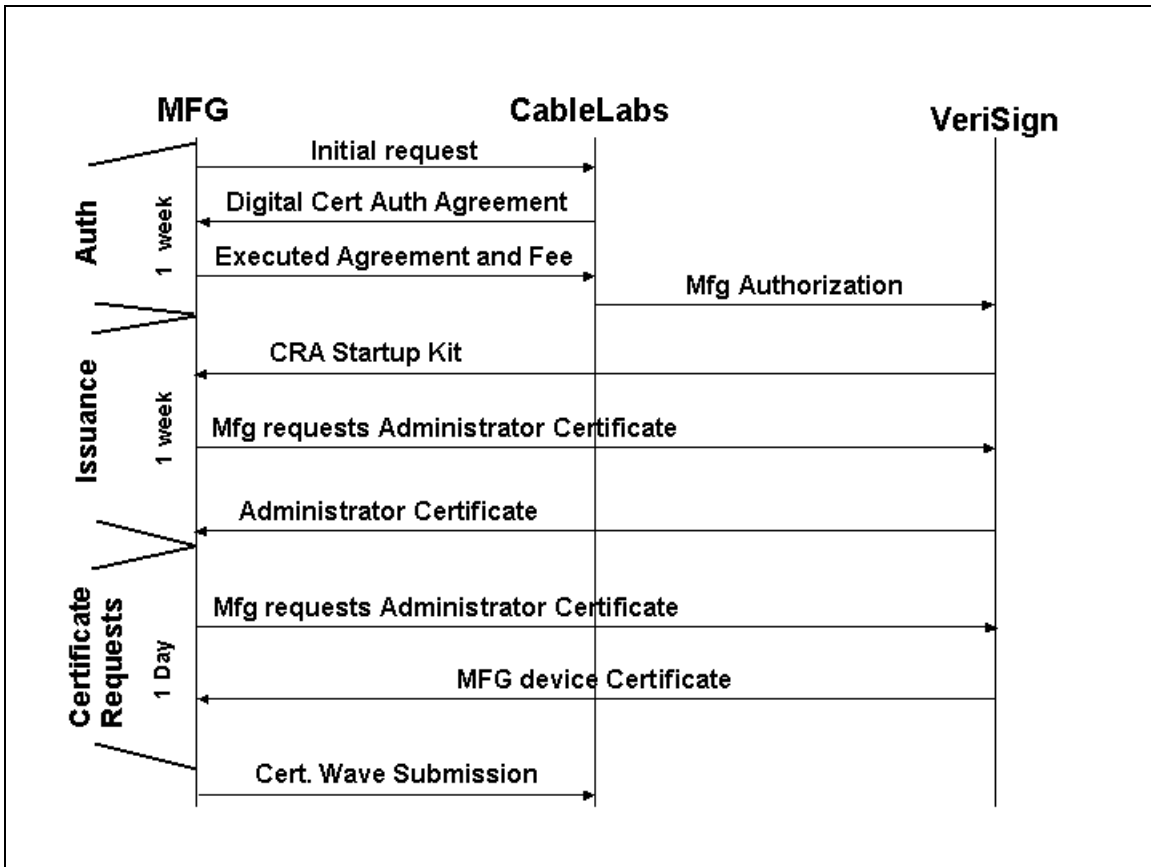 MFG
CableLabs
VeriSign
Initial request
Digital Cert Auth Agreement
Executed Agreement and Fee
Mfg Authorization
Auth
1 week
CRA Startup Kit
Mfg requests Administrator Certificate
Administrator Certificate
Issuance
1 week
Mfg requests Administrator Certificate
MFG device Certificate
Certificate
Requests
1 Day
Cert. Wave Submission